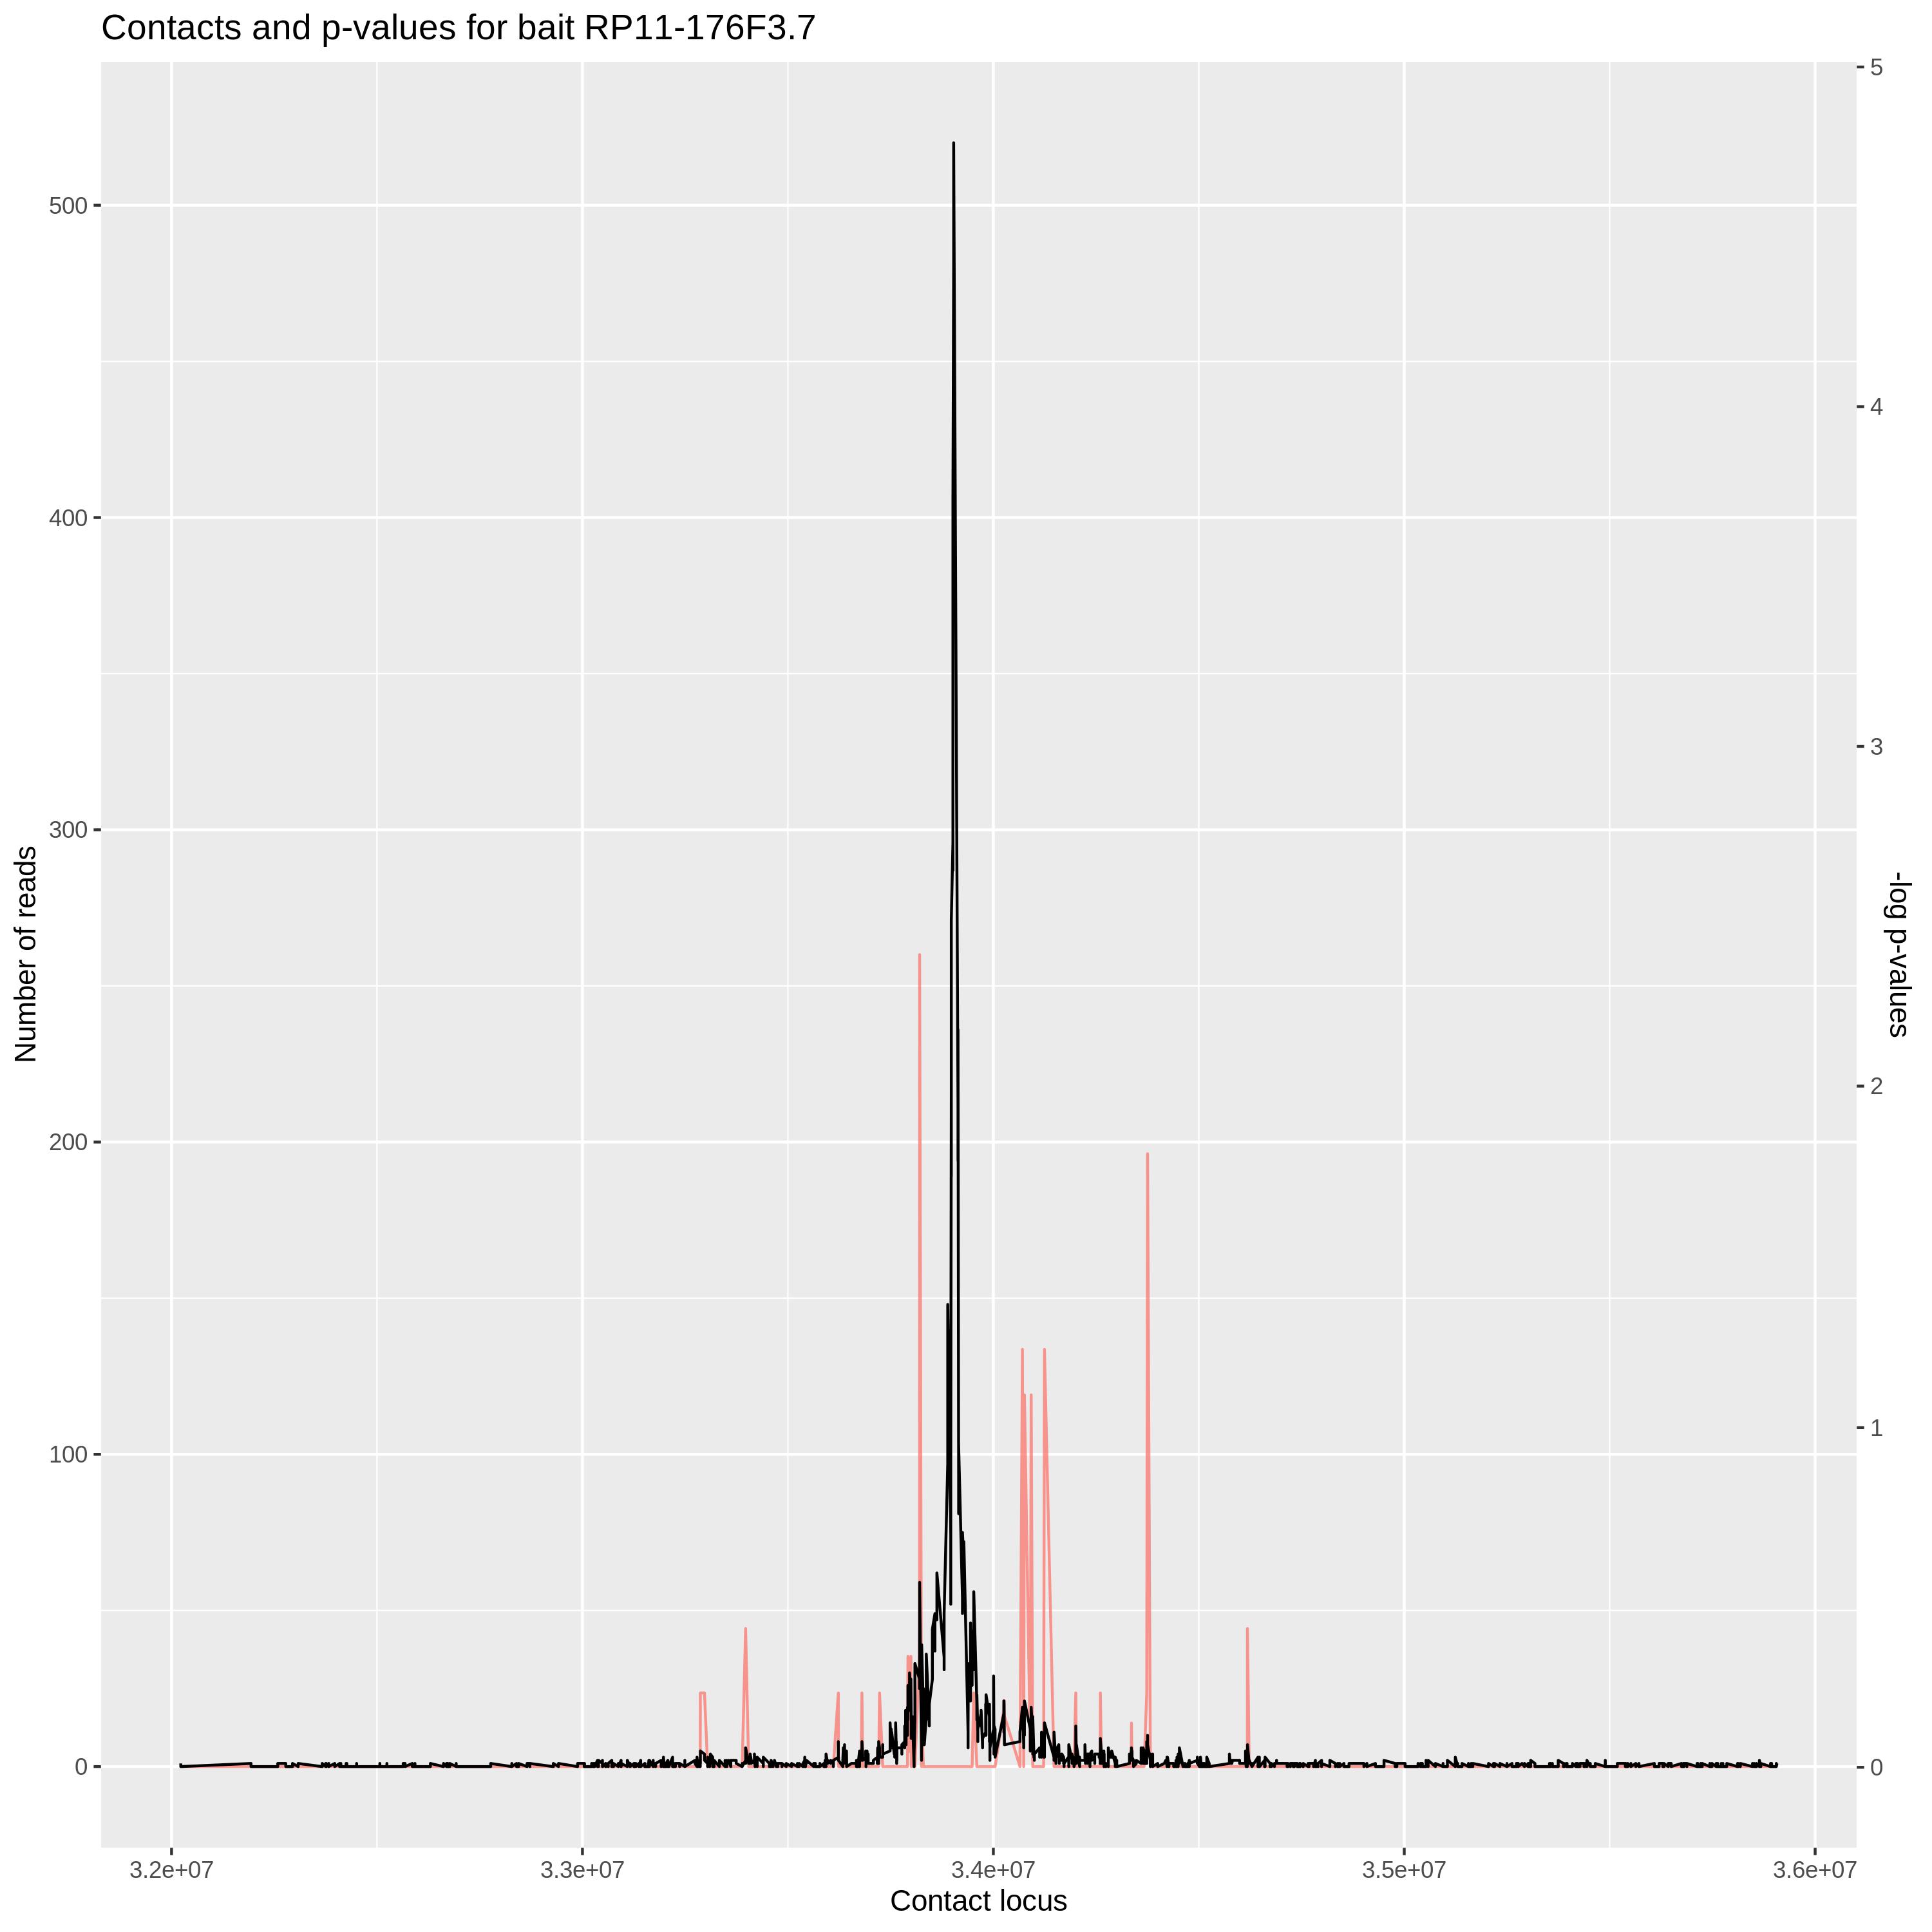 Contacts and p-values for bait RP11-176F3.7
Number of reads
500
400
300
200
100
0
5
4
3
2
1
0
-log p-values
3.2e+07
3.3e+07
3.4e+07
3.5e+07
3.6e+07
Contact locus